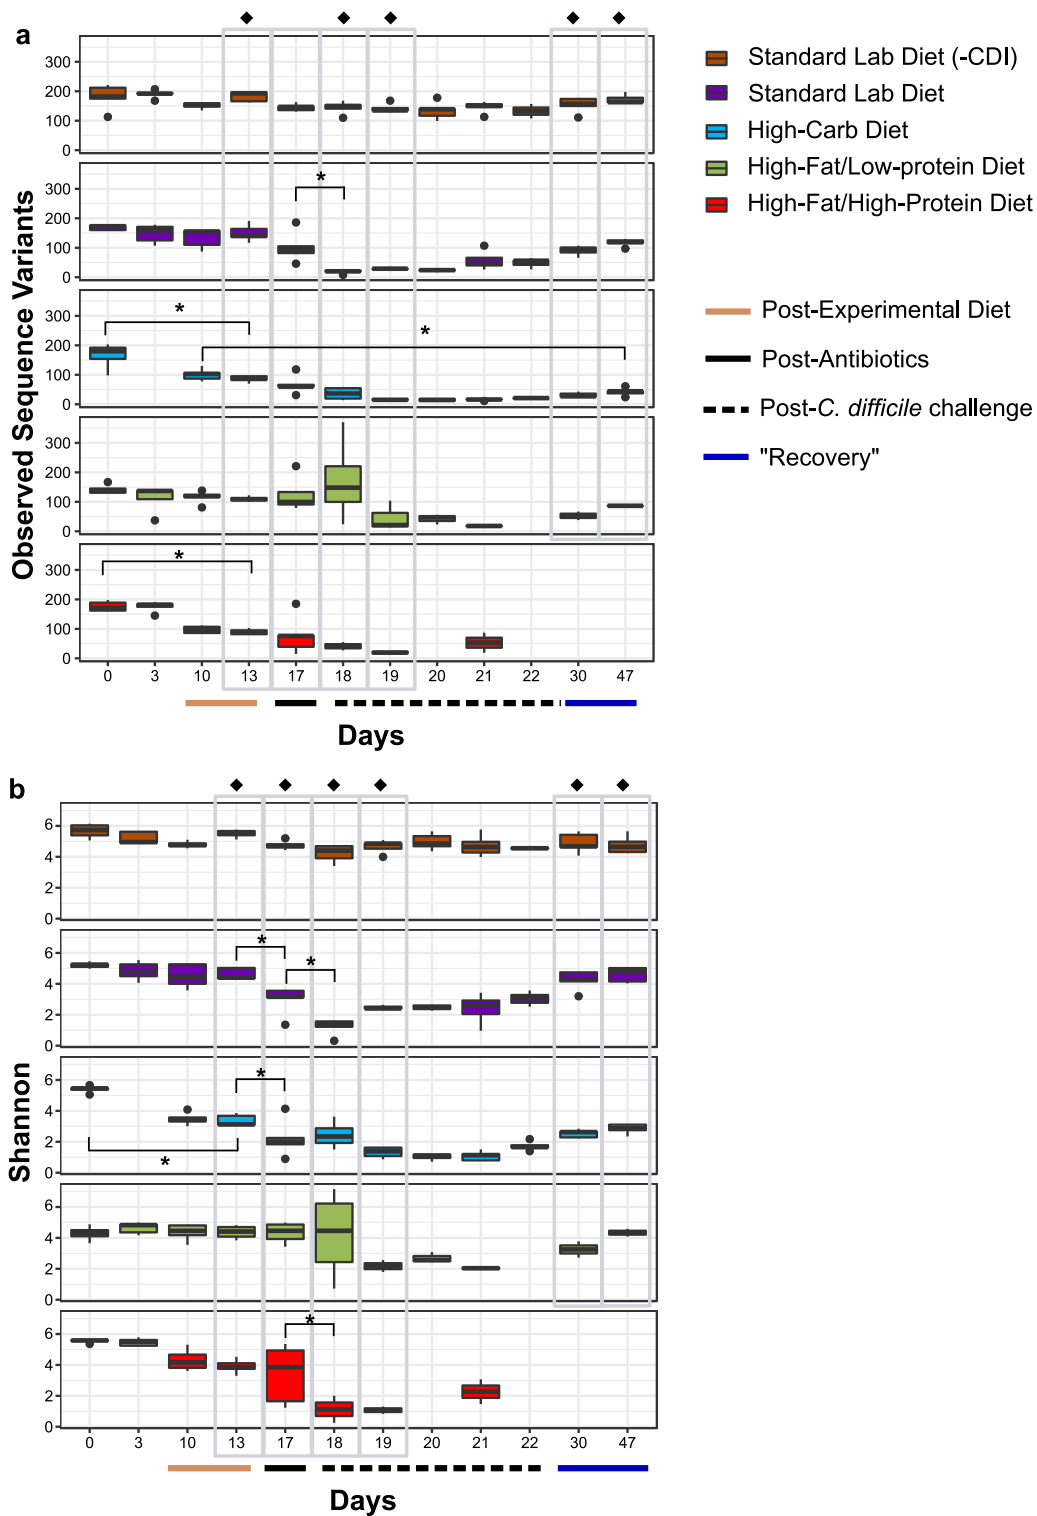 a
Observed Sequence Variants
300
200
100
0
300
200
100
0
*
300
200
100
0
*
*
300
200
100
0
300
200
100
0
*
0 3 10 13 17 18 19 20 21 22 30 47
Days
Standard Lab Diet (-CDI)
Standard Lab Diet
High-Carb Diet
High-Fat/Low-protein Diet
High-Fat/High-Protein Diet
Post-Experimental Diet
Post-Antibiotics
Post-C. difficile challenge
"Recovery"
b
Shannon
6
4
2
0
6
4
2
0
*
*
6
4
2
0
*
*
6
4
2
0
6
4
2
0
*
0 3 10 13 17 18 19 20 21 22 30 47
Days